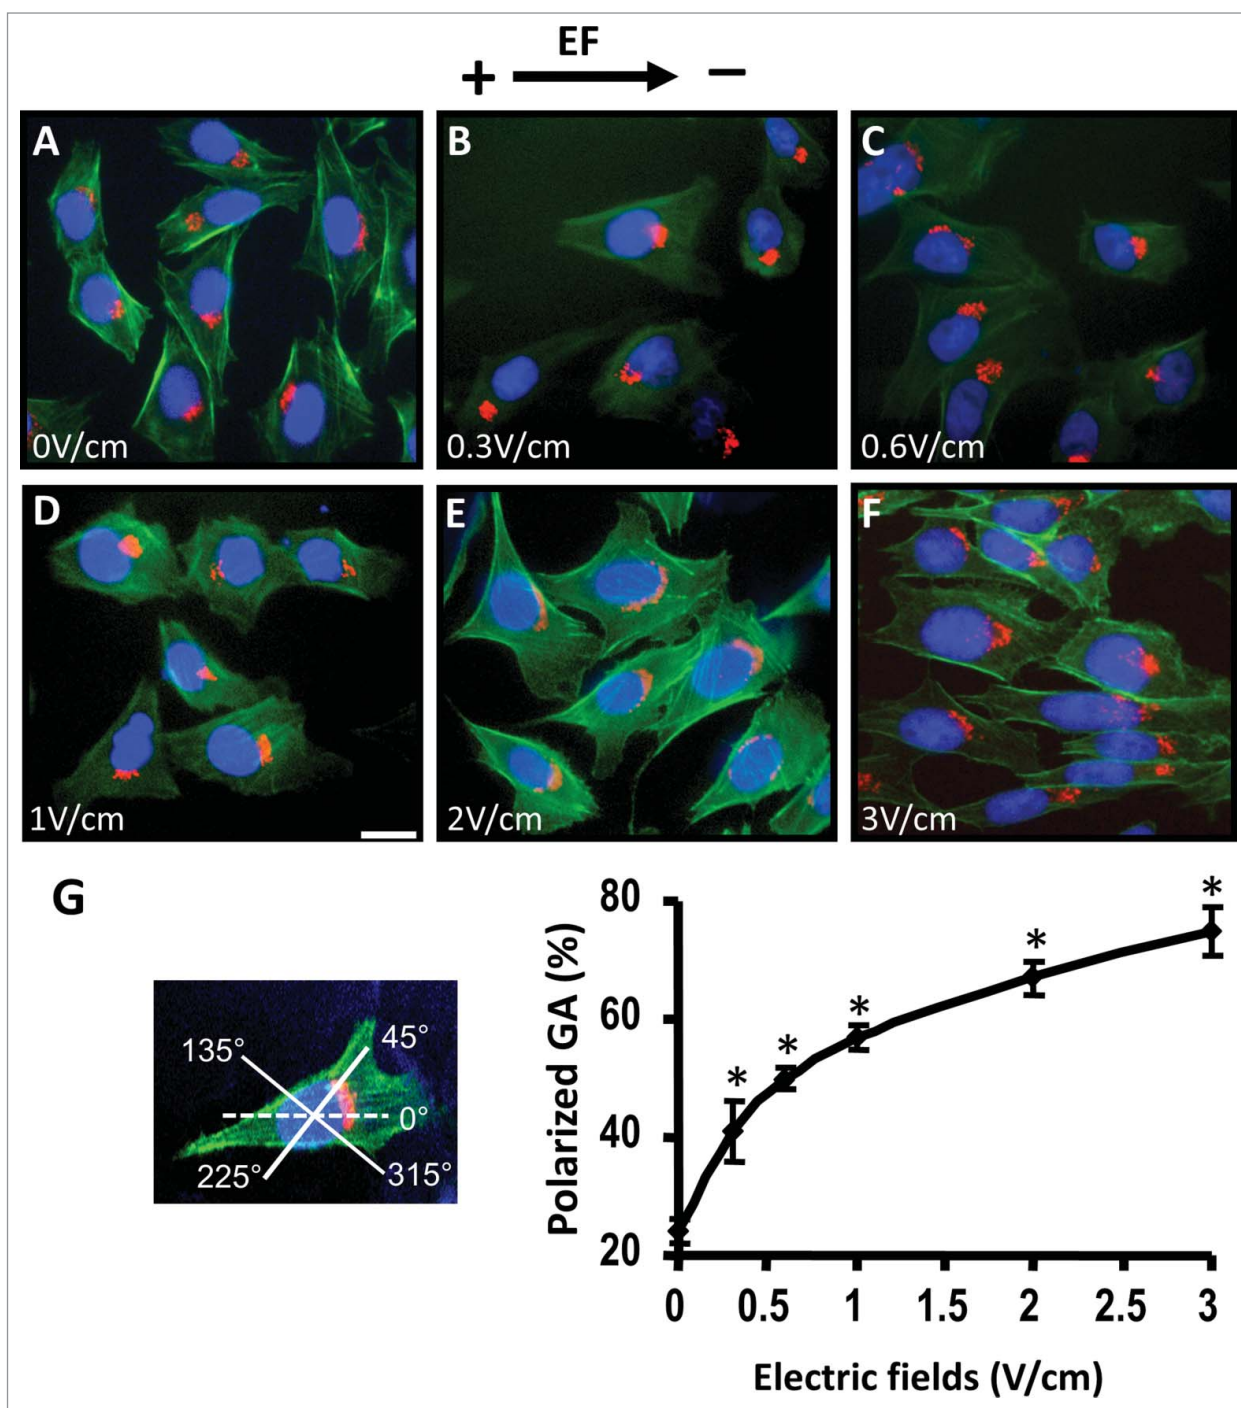 EF
+ −
A
B
C
0V/cm
0.3V/cm
0.6V/cm
D
E
F
1V/cm
2V/cm
3V/cm
G
135°
45°
0°
225°
315°
Polarized GA (%)
80
60
40
20
*
*
*
*
*
0 0.5 1 1.5 2 2.5 3
Electric fields (V/cm)